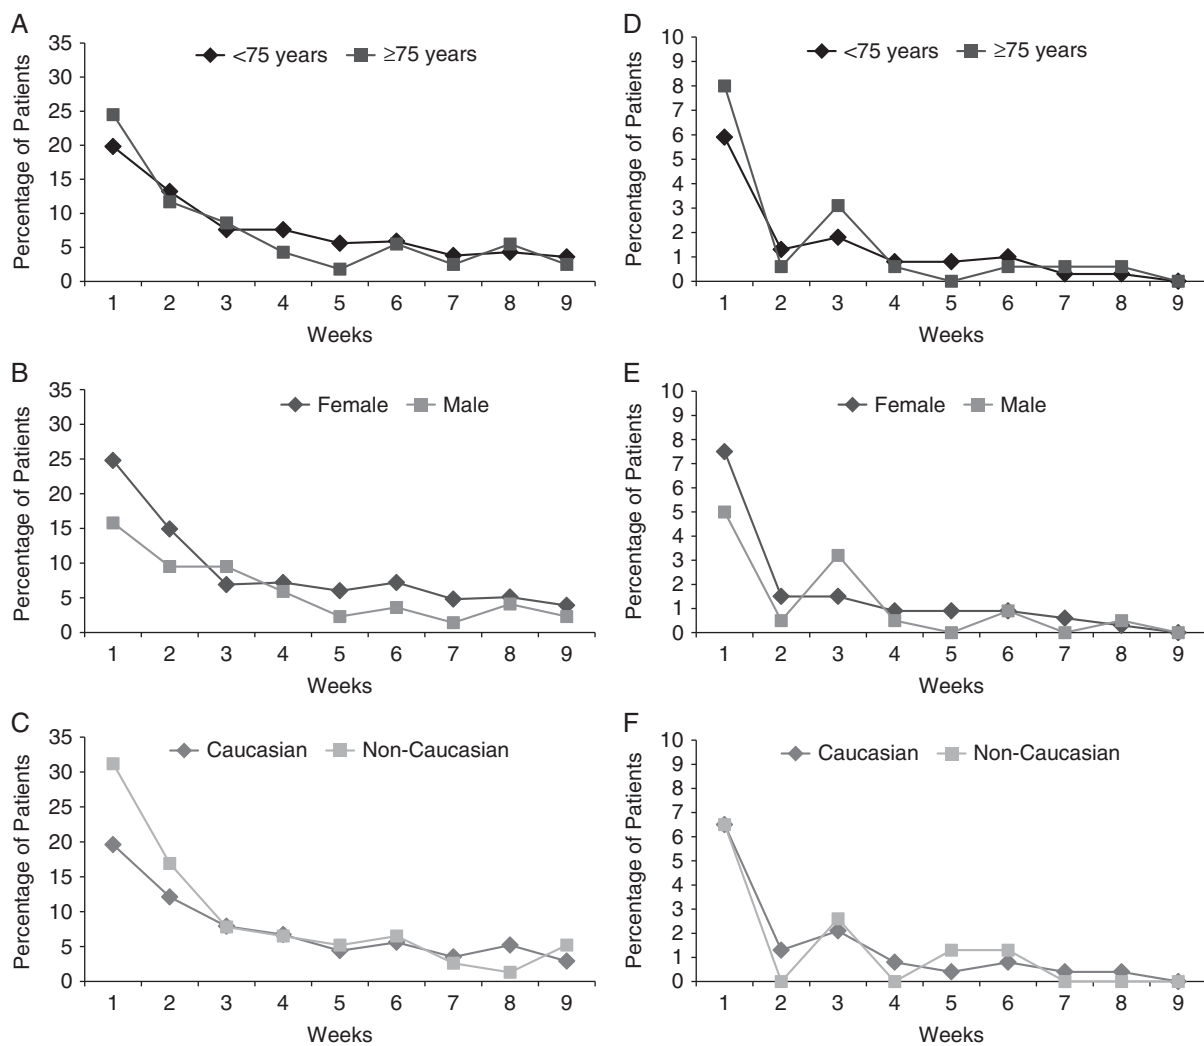 A
Percentage of Patients
35
30
25
20
15
10
5
0
<75 years ≥75 years
1 2 3 4 5 6 7 8 9
Weeks
D
Percentage of Patients
10
9
8
7
6
5
4
3
2
1
0
<75 years ≥75 years
1 2 3 4 5 6 7 8 9
Weeks
B
Percentage of Patients
35
30
25
20
15
10
5
0
Female Male
1 2 3 4 5 6 7 8 9
Weeks
E
Percentage of Patients
10
9
8
7
6
5
4
3
2
1
0
Female Male
1 2 3 4 5 6 7 8 9
Weeks
C
Percentage of Patients
35
30
25
20
15
10
5
0
Caucasian Non-Caucasian
1 2 3 4 5 6 7 8 9
Weeks
F
Percentage of Patients
10
9
8
7
6
5
4
3
2
1
0
Caucasian Non-Caucasian
1 2 3 4 5 6 7 8 9
Weeks